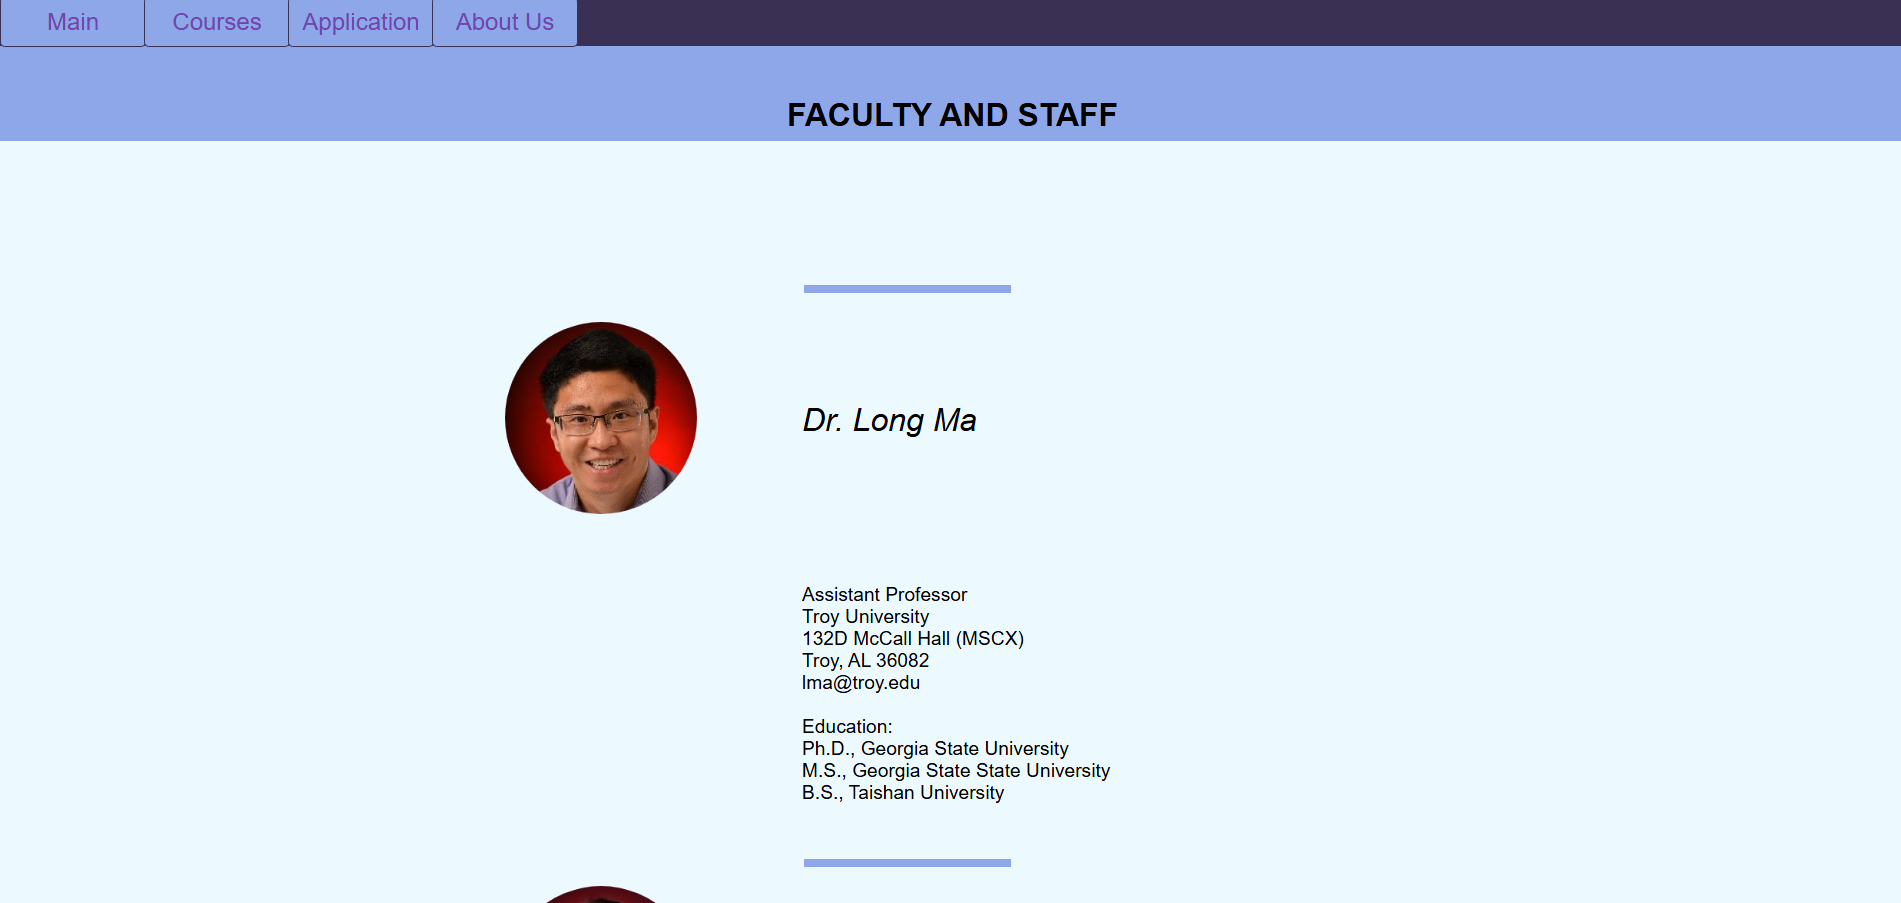 Main
Courses
Application
About Us
FACULTY AND STAFF
Dr. Long Ma
Assistant Professor
Troy University
132D McCall Hall (MSCX)
Troy, AL 36082
lma@troy.edu
Education:
Ph.D., Georgia State University
M.S., Georgia State State University
B.S., Taishan University